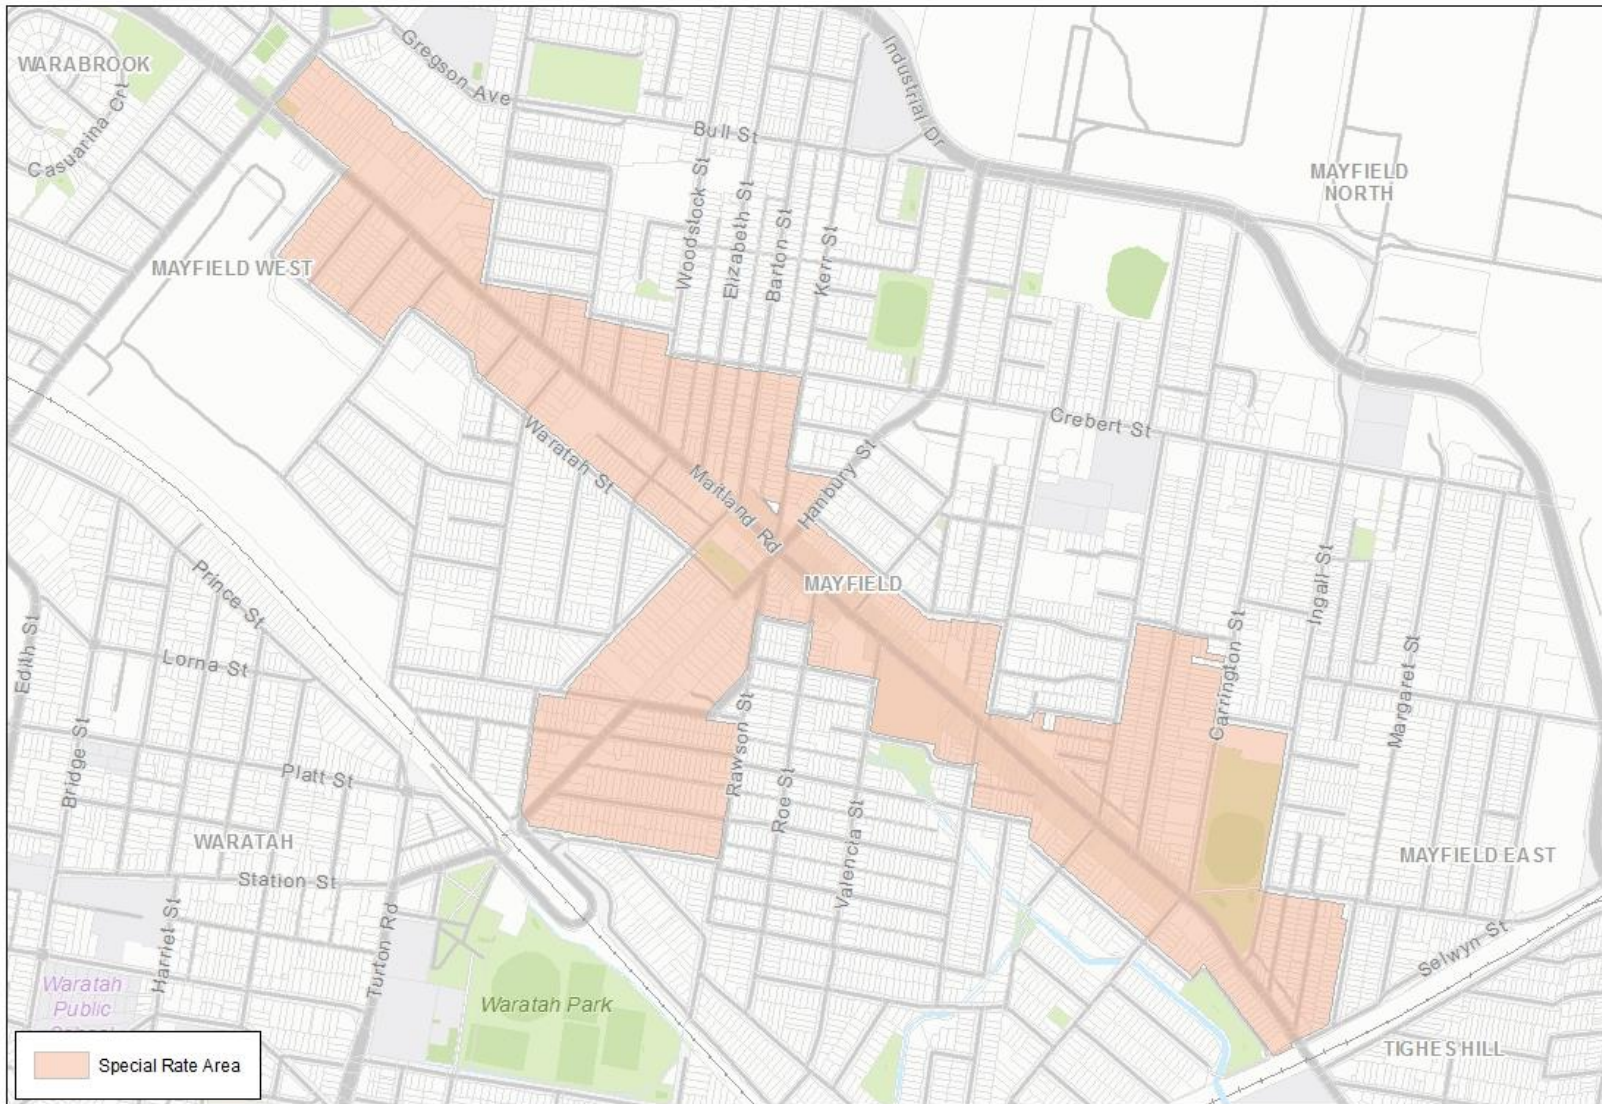 WARABROOK
Gregson Ave
Industrial Dr
Casuarina Crt
Bull St
MAYFIELD
NORTH
Woodstock St
Elizabeth St
Barton St
Kerr St
MAYFIELD WEST
Crebert St
Waratah St
Maitland Rd
Hanbury St
MAYFIELD
Prince St
Ingall St
Edith St
Lorna St
Carrington St
Margaret St
Bridge St
Platt St
Rawson St
Roe St
WARATAH
Valencia St
MAYFIELD EAST
Station St
Harriet St
Turton Rd
Selwyn St
Waratah
Public
School
Waratah Park
TIGHES HILL
Special Rate Area